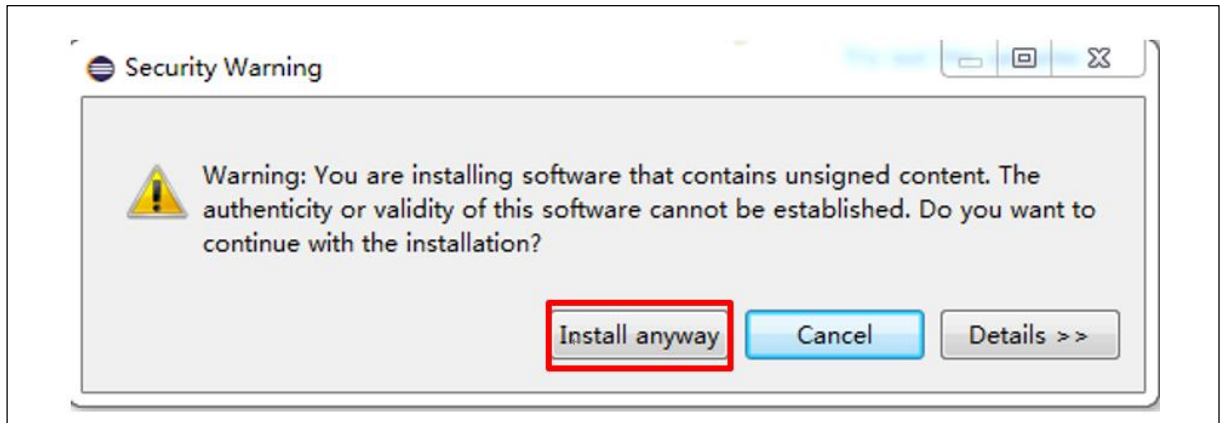 Security Warning
Warning: You are installing software that contains unsigned content. The
authenticity or validity of this software cannot be established. Do you want to
continue with the installation?
Install anyway Cancel Details >>